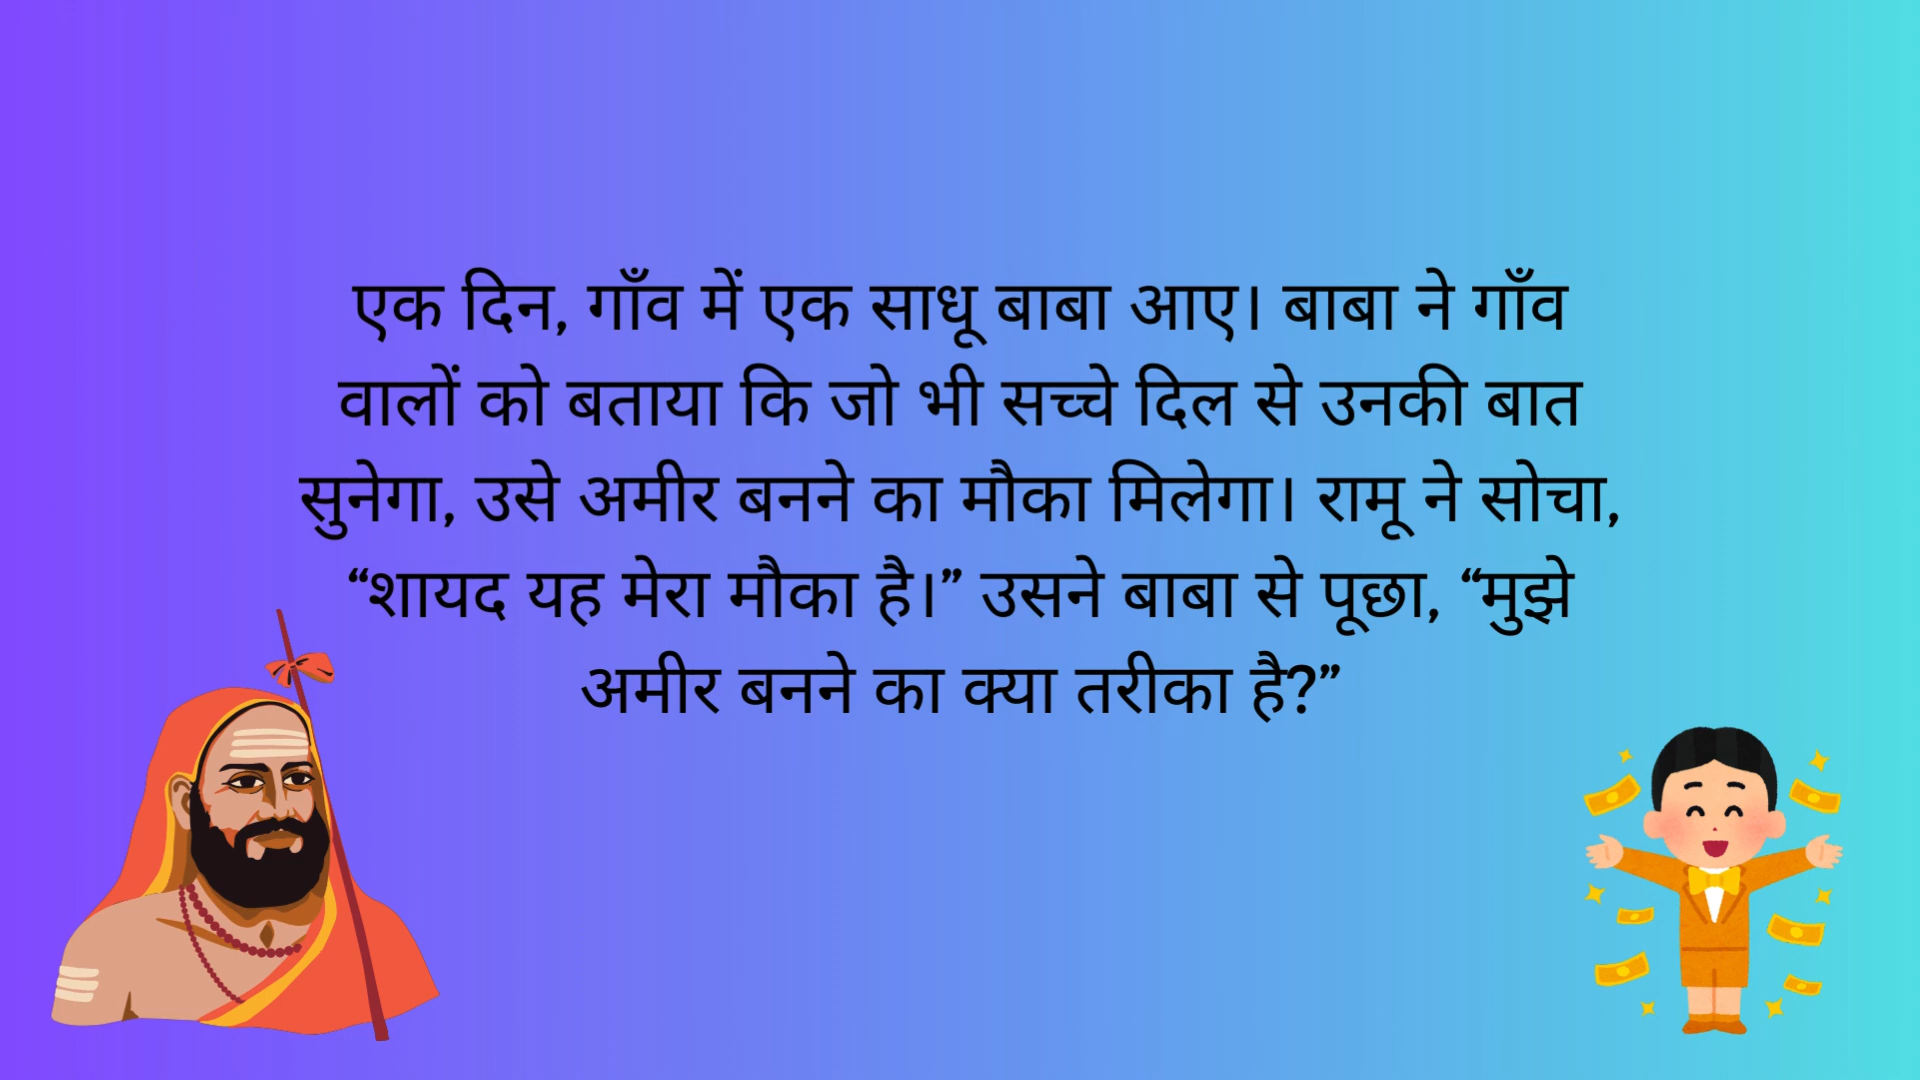 एक दिन, गाँव में एक साधू बाबा आए। बाबा ने गाँव
वालों को बताया कि जो भी सच्चे दिल से उनकी बात
सुनेगा, उसे अमीर बनने का मौका मिलेगा। रामू ने सोचा,
“शायद यह मेरा मौका है।” उसने बाबा से पूछा, “मुझे
अमीर बनने का क्या तरीका है?”